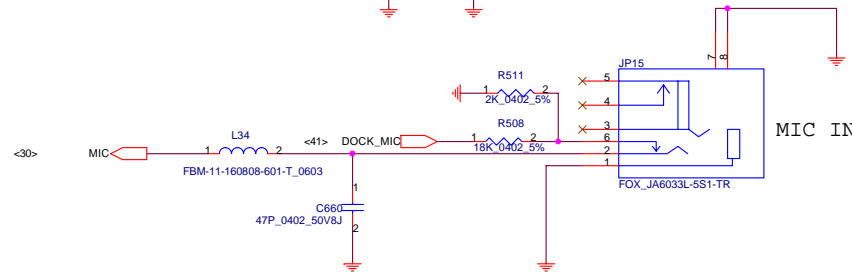 7
8
JP15
R511
1
2
5
2K_0402_5%
4
R508
3
MIC IN
L34
<41>
DOCK_MIC
1
2
6
<30>
MIC
1
2
18K_0402_5%
2
1
FBM-11-160808-601-T_0603
FOX_JA6033L-5S1-TR
1
C660
47P_0402_50V8J
2